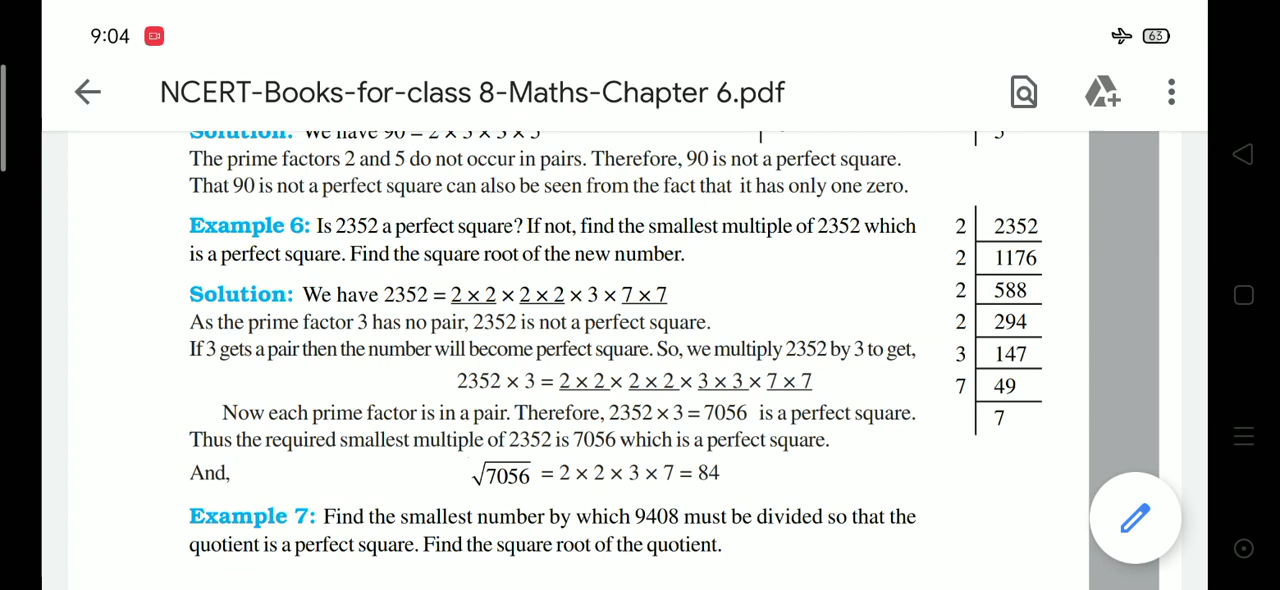 9:04
63
NCERT-Books-for-class 8-Maths-Chapter 6.pdf
Solution: We have 90 = 2 × 3 × 3 × 5
The prime factors 2 and 5 do not occur in pairs. Therefore, 90 is not a perfect square.
That 90 is not a perfect square can also be seen from the fact that it has only one zero.
Example 6: Is 2352 a perfect square? If not, find the smallest multiple of 2352 which
is a perfect square. Find the square root of the new number.
Solution: We have 2352 = 2 × 2 × 2 × 2 × 3 × 7 × 7
As the prime factor 3 has no pair, 2352 is not a perfect square.
If 3 gets a pair then the number will become perfect square. So, we multiply 2352 by 3 to get,
2352 × 3 = 2 × 2 × 2 × 2 × 3 × 3 × 7 × 7
Now each prime factor is in a pair. Therefore, 2352 × 3 = 7056 is a perfect square.
Thus the required smallest multiple of 2352 is 7056 which is a perfect square.
And, √7056 = 2 × 2 × 3 × 7 = 84
2 2352
2 1176
2 588
2 294
3 147
7 49
7
Example 7: Find the smallest number by which 9408 must be divided so that the
quotient is a perfect square. Find the square root of the quotient.